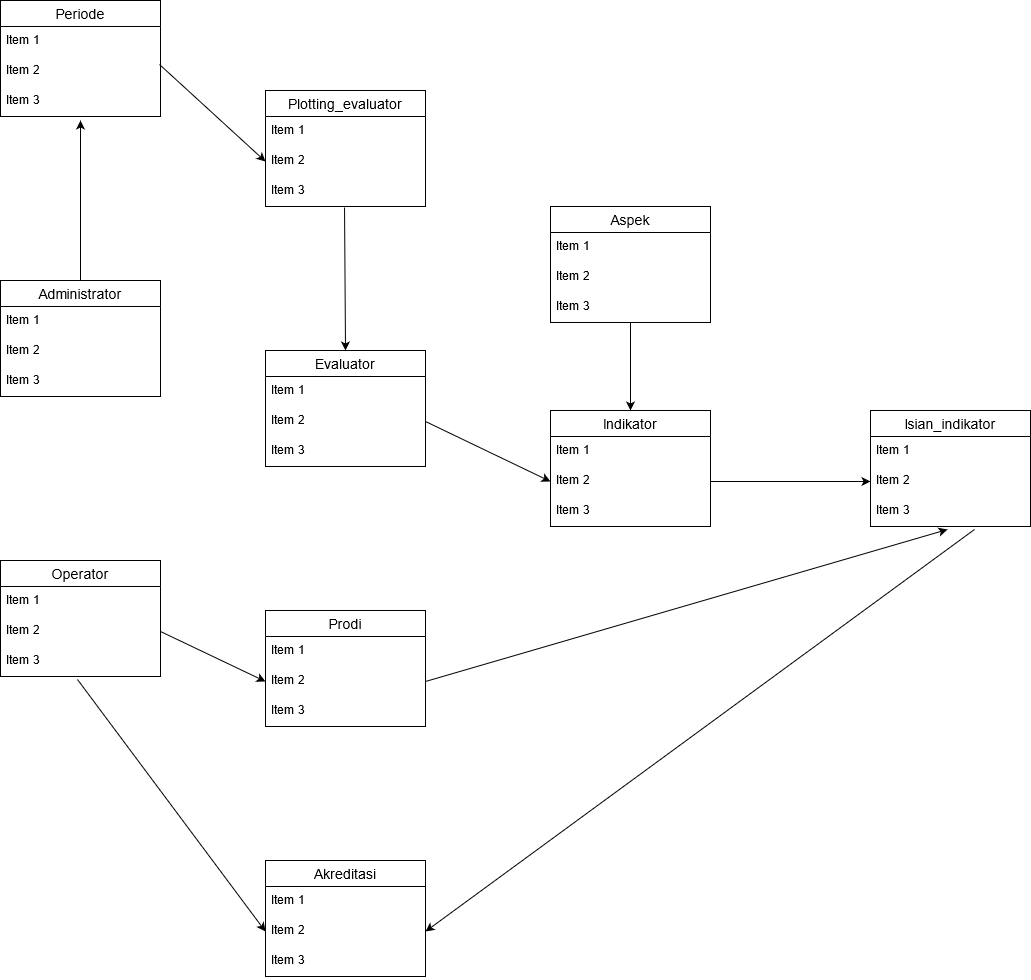 Periode
Item 1
Item 2
Item 3
Plotting_evaluator
Item 1
Item 2
Item 3
Aspek
Item 1
Item 2
Item 3
Administrator
Item 1
Item 2
Item 3
Evaluator
Item 1
Item 2
Item 3
Indikator
Item 1
Item 2
Item 3
Isian_indikator
Item 1
Item 2
Item 3
Operator
Item 1
Item 2
Item 3
Prodi
Item 1
Item 2
Item 3
Akreditasi
Item 1
Item 2
Item 3